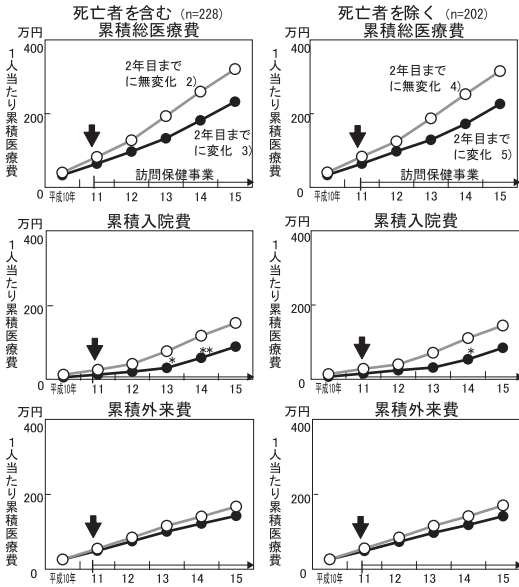 死亡者を含む (n=228)
万円
累積総医療費
400
200
0
1人当たり累積医療費
2年目まで
に無変化 2)
2年目まで
に変化 3)
訪問保健事業
平成10年 11 12 13 14 15
死亡者を除く (n=202)
万円
累積総医療費
400
200
0
1人当たり累積医療費
2年目まで
に無変化 4)
2年目まで
に変化 5)
訪問保健事業
平成10年 11 12 13 14 15
万円
累積入院費
400
200
0
1人当たり累積医療費
*
**
平成10年 11 12 13 14 15
万円
累積入院費
400
200
0
1人当たり累積医療費
*
平成10年 11 12 13 14 15
万円
累積外来費
400
200
0
1人当たり累積医療費
平成10年 11 12 13 14 15
万円
累積外来費
400
200
0
1人当たり累積医療費
平成10年 11 12 13 14 15